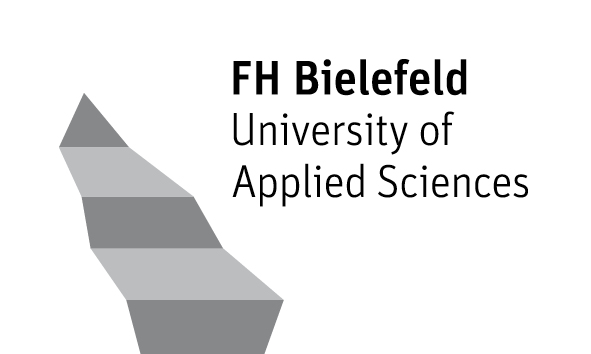 FH Bielefeld
University of
Applied Sciences